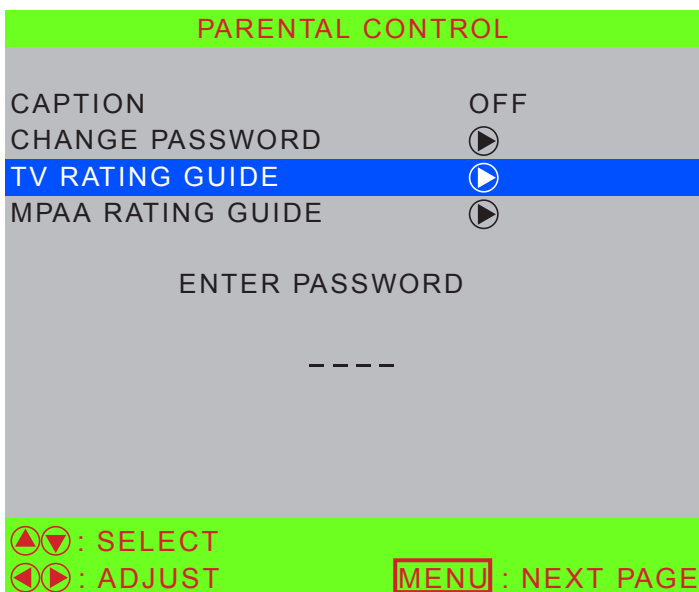 PARENTAL CONTROL
CAPTION OFF
CHANGE PASSWORD
TV RATING GUIDE
MPAA RATING GUIDE
ENTER PASSWORD
_ _ _ _
: SELECT
: ADJUST MENU : NEXT PAGE